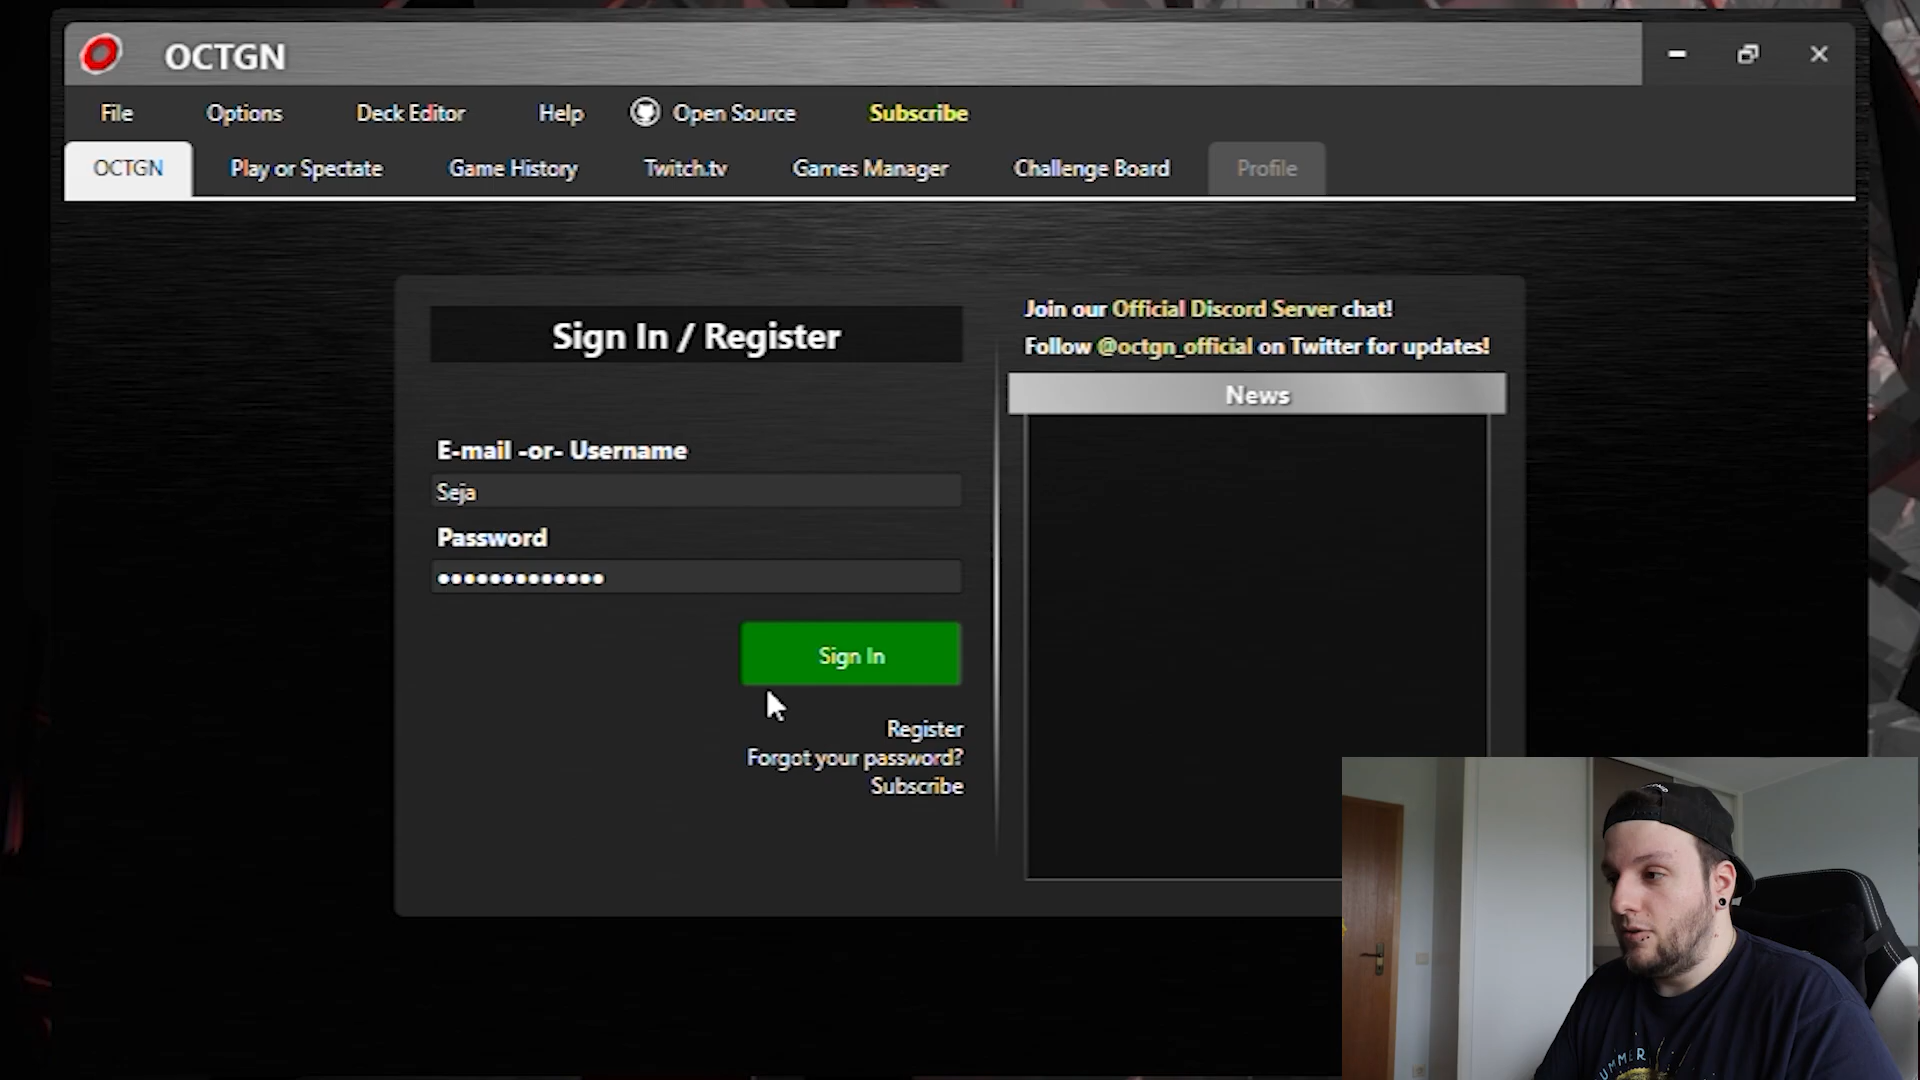 OCTGN
File Options Deck Editor Help Open Source Subscribe
OCTGN Play or Spectate Game History Twitch.tv Games Manager Challenge Board Profile
Sign In / Register
E-mail -or- Username
Seja
Password
•••••••••••••
Sign In
Register
Forgot your password?
Subscribe
Join our Official Discord Server chat!
Follow @octgn_official on Twitter for updates!
News